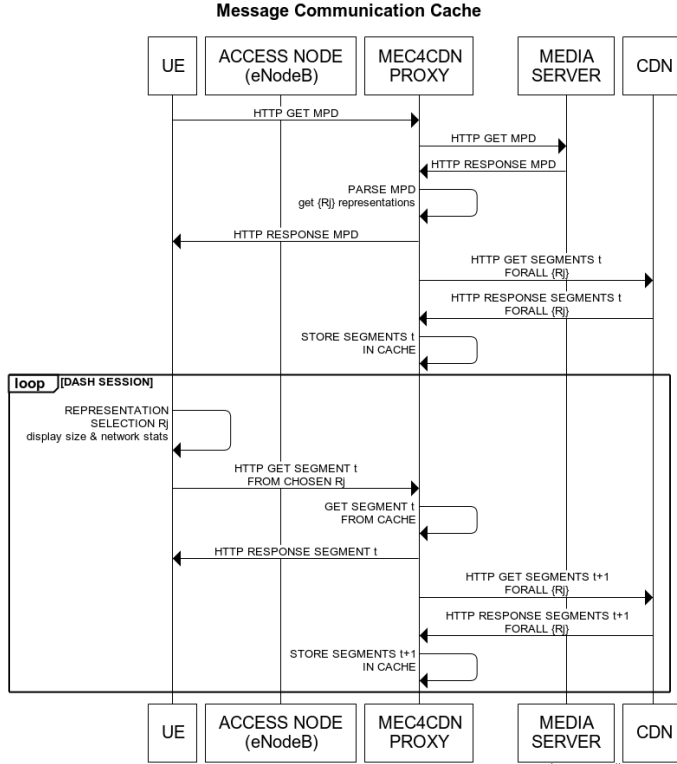 Message Communication Cache
UE
ACCESS NODE
(eNodeB)
MEC4CDN
PROXY
MEDIA
SERVER
CDN
HTTP GET MPD
HTTP GET MPD
HTTP RESPONSE MPD
PARSE MPD
get {Rj} representations
HTTP RESPONSE MPD
HTTP GET SEGMENTS t
FORALL {Rj}
HTTP RESPONSE SEGMENTS t
FORALL {Rj}
STORE SEGMENTS t
IN CACHE
loop [DASH SESSION]
REPRESENTATION
SELECTION Rj
display size & network stats
HTTP GET SEGMENT t
FROM CHOSEN Rj
GET SEGMENT t
FROM CACHE
HTTP RESPONSE SEGMENT t
HTTP GET SEGMENTS t+1
FORALL {Rj}
HTTP RESPONSE SEGMENTS t+1
FORALL {Rj}
STORE SEGMENTS t+1
IN CACHE
UE
ACCESS NODE
(eNodeB)
MEC4CDN
PROXY
MEDIA
SERVER
CDN